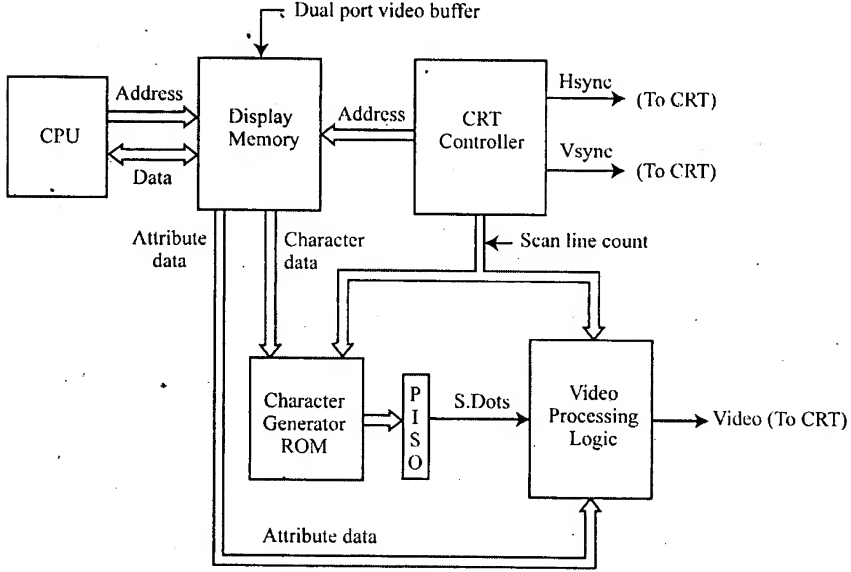 Dual port video buffer
CPU
Address
Data
Display
Memory
Address
CRT
Controller
Hsync
(To CRT)
Vsync
(To CRT)
Attribute
data
Character
data
Scan line count
Character
Generator
ROM
P
I
S
O
S.Dots
Video
Processing
Logic
Video (To CRT)
Attribute data